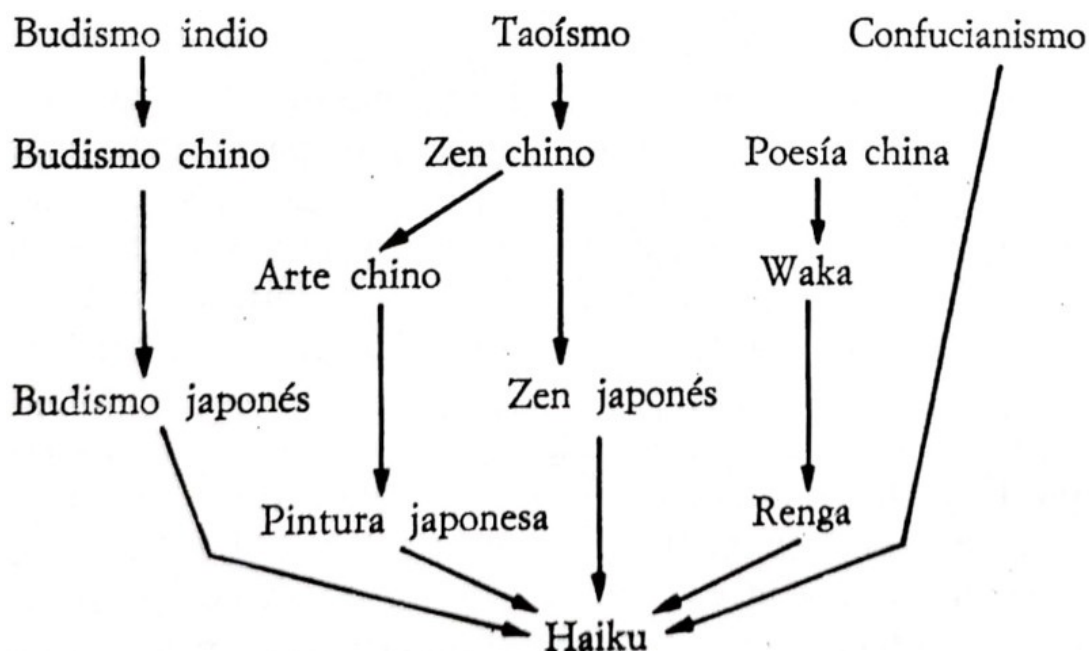 Budismo indio Taoísmo Confucianismo
Budismo chino Zen chino Poesía china
Arte chino Waka
Budismo japonés Zen japonés
Pintura japonesa Renga
Haiku